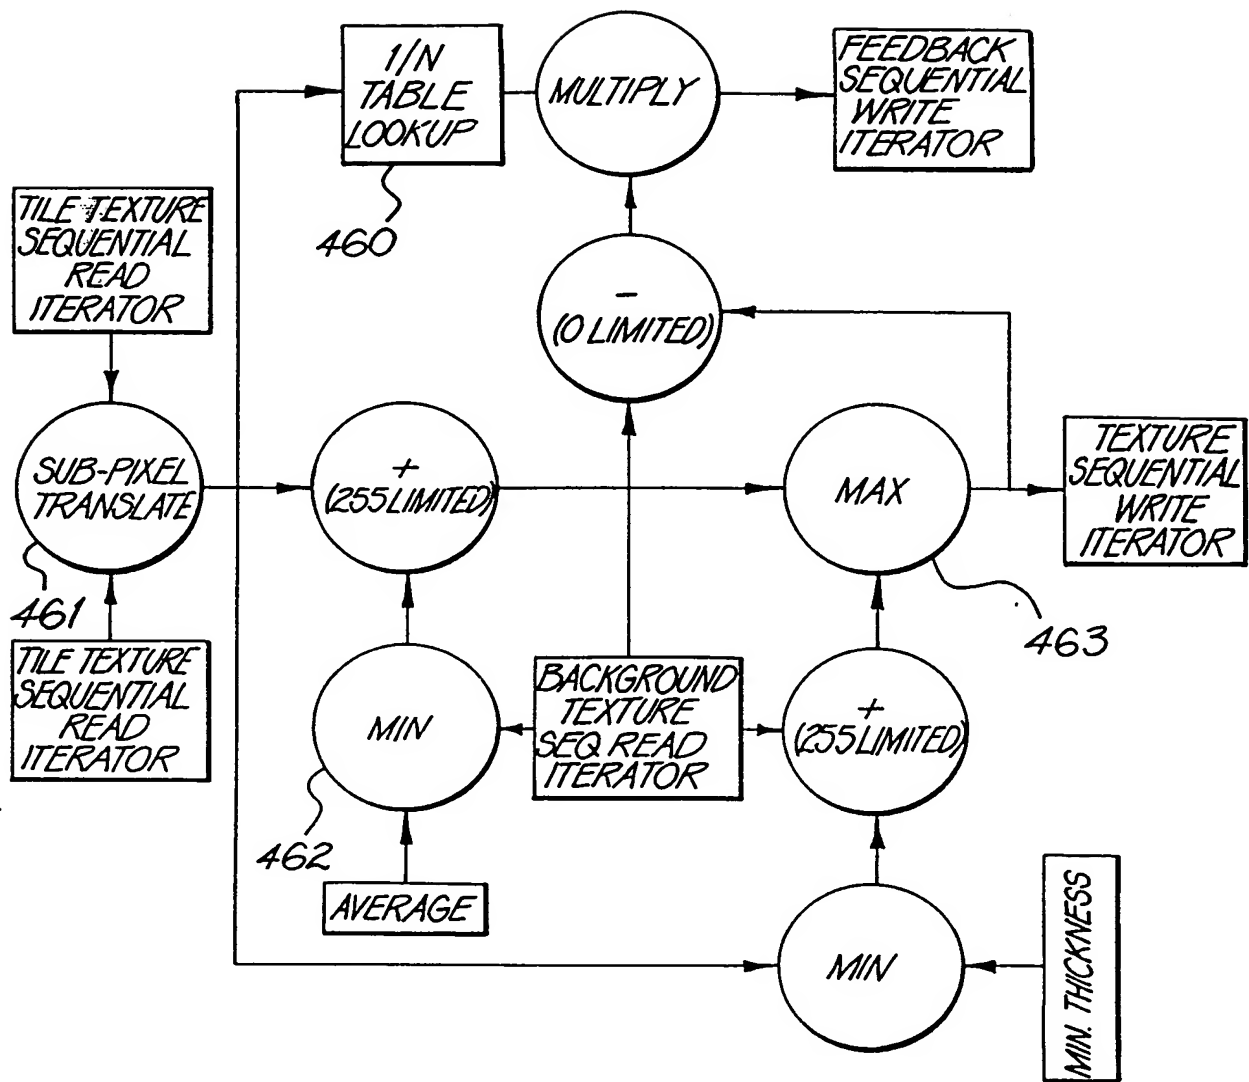 1/N
TABLE
LOOKUP
MULTIPLY
FEEDBACK
SEQUENTIAL
WRITE
ITERATOR
460
TILE TEXTURE
SEQUENTIAL
READ
ITERATOR
−
(0 LIMITED)
SUB-PIXEL
TRANSLATE
461
+
(255 LIMITED)
MAX
463
TEXTURE
SEQUENTIAL
WRITE
ITERATOR
TILE TEXTURE
SEQUENTIAL
READ
ITERATOR
MIN
462
BACKGROUND
TEXTURE
SEQ READ
ITERATOR
+
(255 LIMITED)
AVERAGE
MIN
MIN. THICKNESS